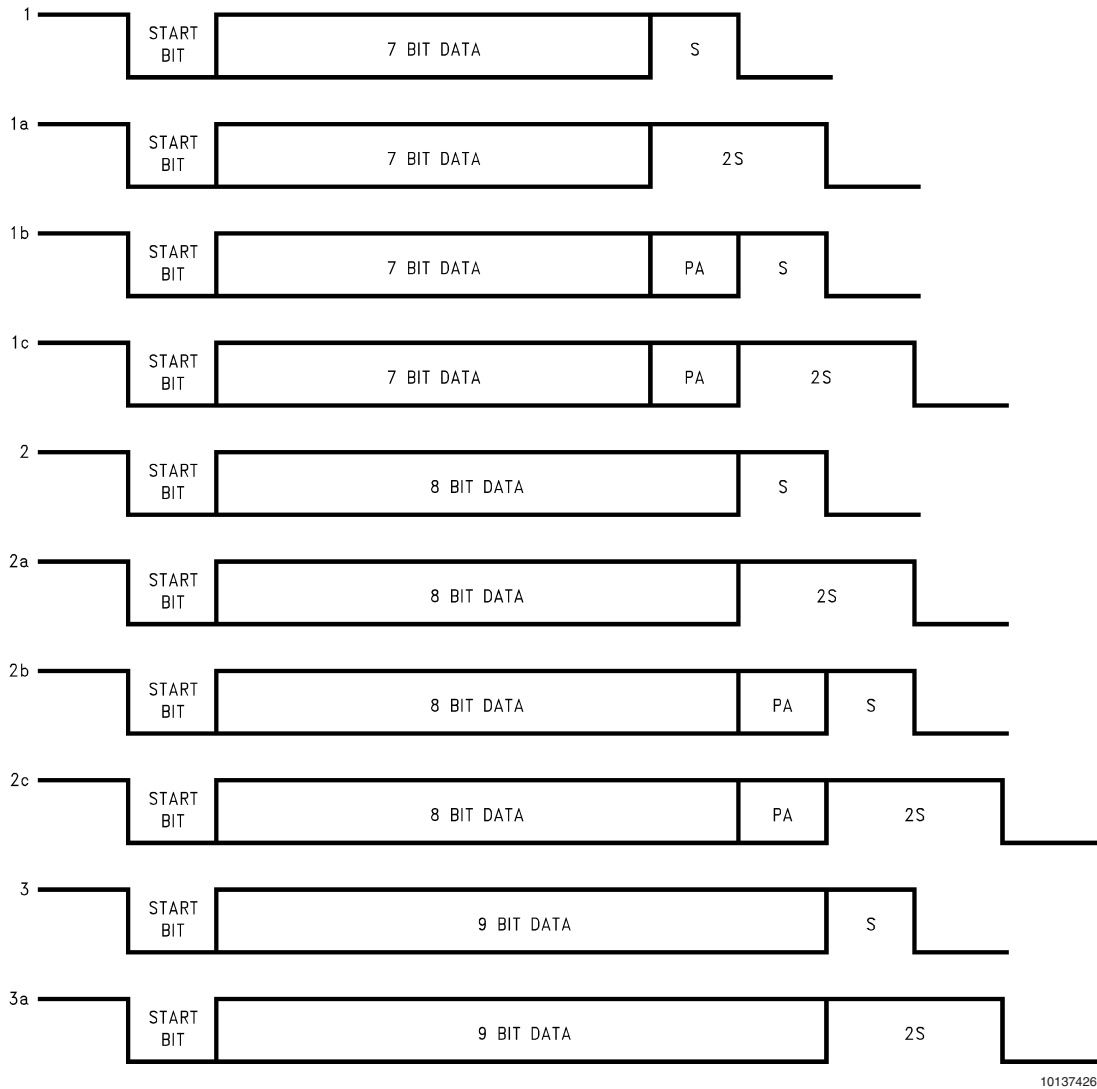 1
START
BIT
7 BIT DATA
S
1a
START
BIT
7 BIT DATA
2S
1b
START
BIT
7 BIT DATA
PA
S
1c
START
BIT
7 BIT DATA
PA
2S
2
START
BIT
8 BIT DATA
S
2a
START
BIT
8 BIT DATA
2S
2b
START
BIT
8 BIT DATA
PA
S
2c
START
BIT
8 BIT DATA
PA
2S
3
START
BIT
9 BIT DATA
S
3a
START
BIT
9 BIT DATA
2S
10137426